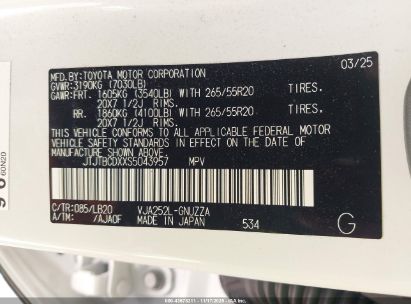 MFD.BY:TOYOTA MOTOR CORPORATION 03/25
GVWR:3190KG (7030LB)
GAWR:FRT. 1605KG (3540LB) WITH 265/55R20 TIRES,
20X7 1/2J RIMS,
RR. 1860KG (4100LB) WITH 265/55R20 TIRES,
20X7 1/2J RIMS,
THIS VEHICLE CONFORMS TO ALL APPLICABLE FEDERAL MOTOR
VEHICLE SAFETY STANDARDS IN EFFECT ON THE DATE OF
MANUFACTURE SHOWN ABOVE.
JTJTBCDXXS5043957 MPV
C/TR:085/LB20 VJA252L-GNUZZA
A/TM: /AJA0F MADE IN JAPAN 534
G
60N20